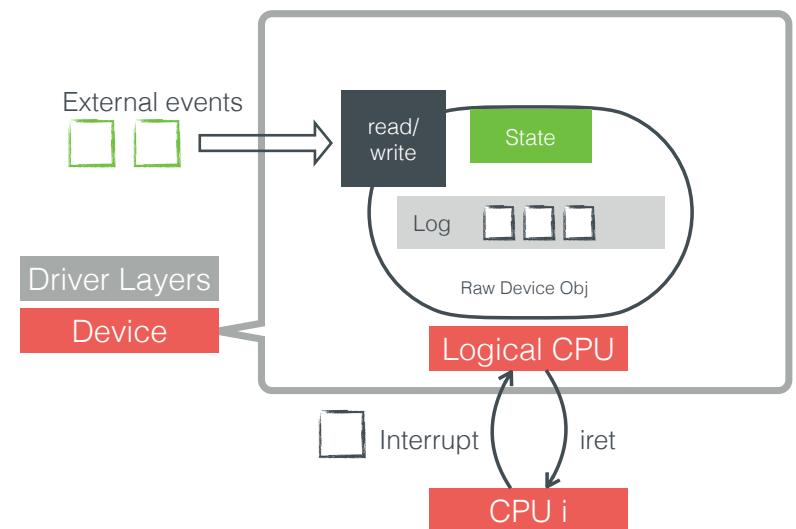 External events
read/
write
State
Log
Raw Device Obj
Driver Layers
Device
Logical CPU
Interrupt
iret
CPU i